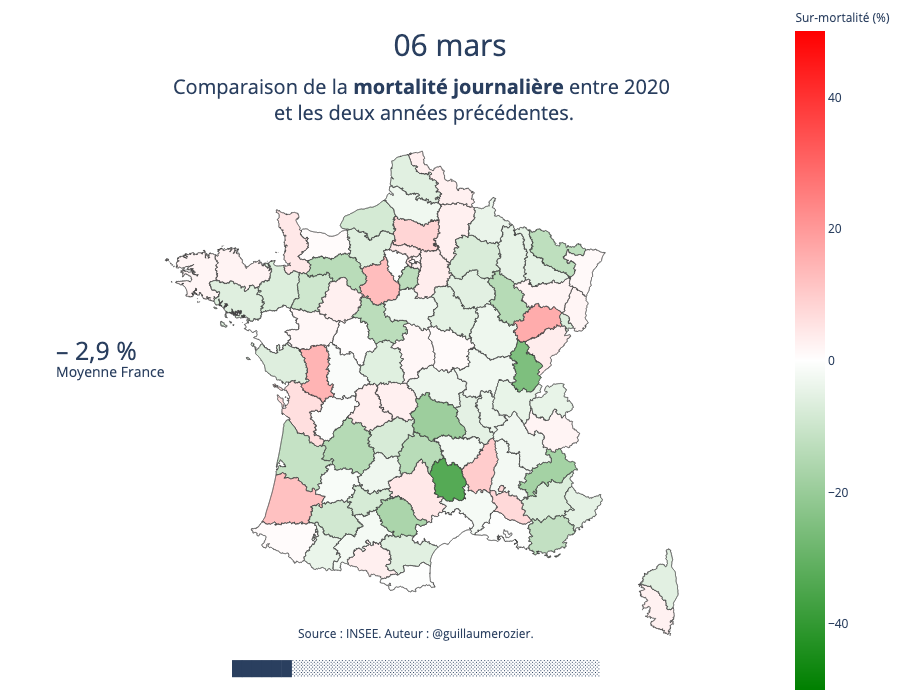 Sur-mortalité (%)
06 mars
Comparaison de la mortalité journalière entre 2020
et les deux années précédentes.
40
20
0
−20
−40
– 2,9 %
Moyenne France
Source : INSEE. Auteur : @guillaumerozier.